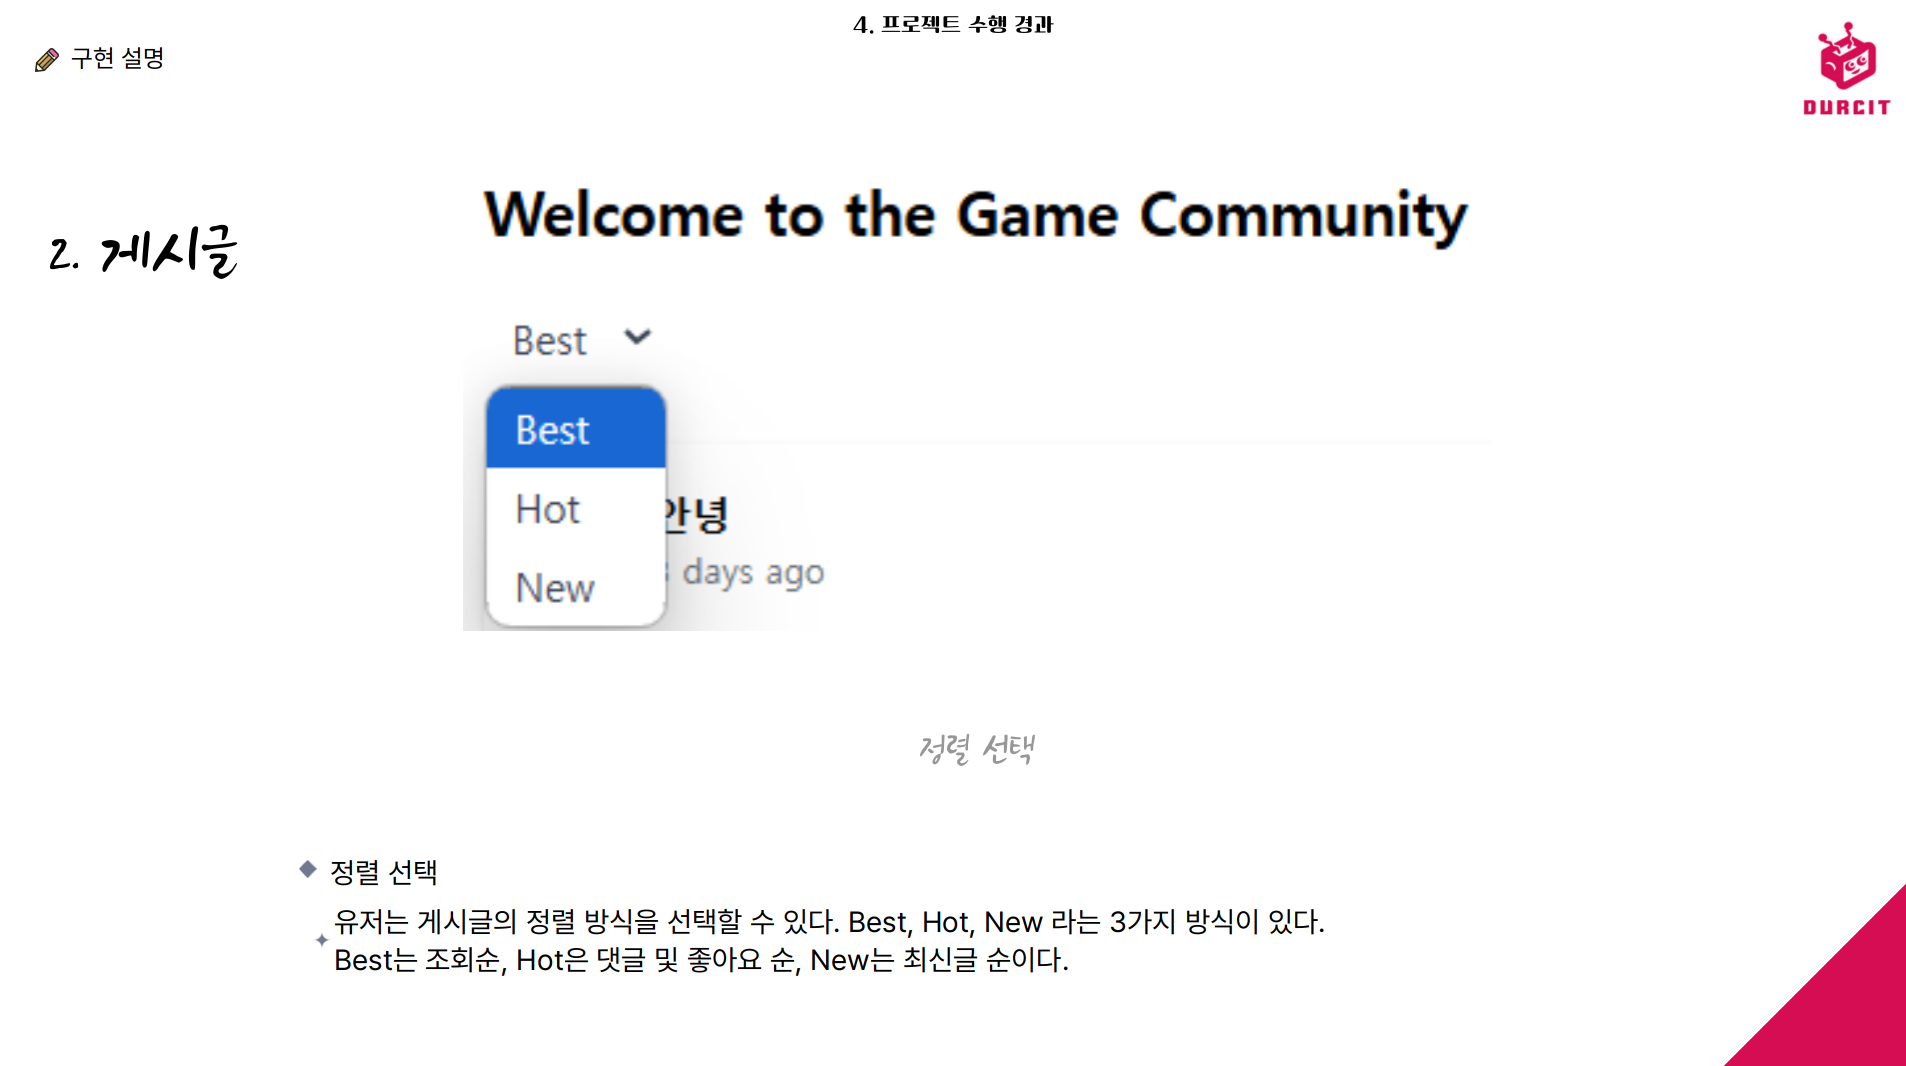 4. 프로젝트 수행 경과
구현 설명
DURCIT
2. 게시글
Welcome to the Game Community
Best
Best
Hot
New
안녕
days ago
정렬 선택
정렬 선택
유저는 게시글의 정렬 방식을 선택할 수 있다. Best, Hot, New 라는 3가지 방식이 있다.
Best는 조회순, Hot은 댓글 및 좋아요 순, New는 최신글 순이다.